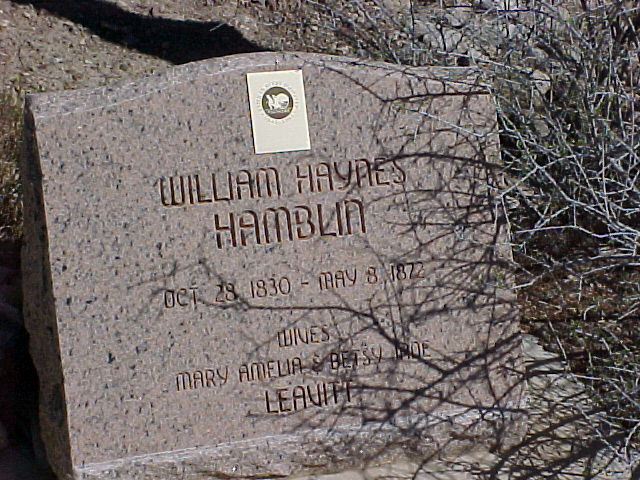 WILLIAM HAYNES
HAMBLIN
OCT. 28, 1830 - MAY 8, 1872
WIVES
MARY AMELIA & BETSY JANE
LEAVITT